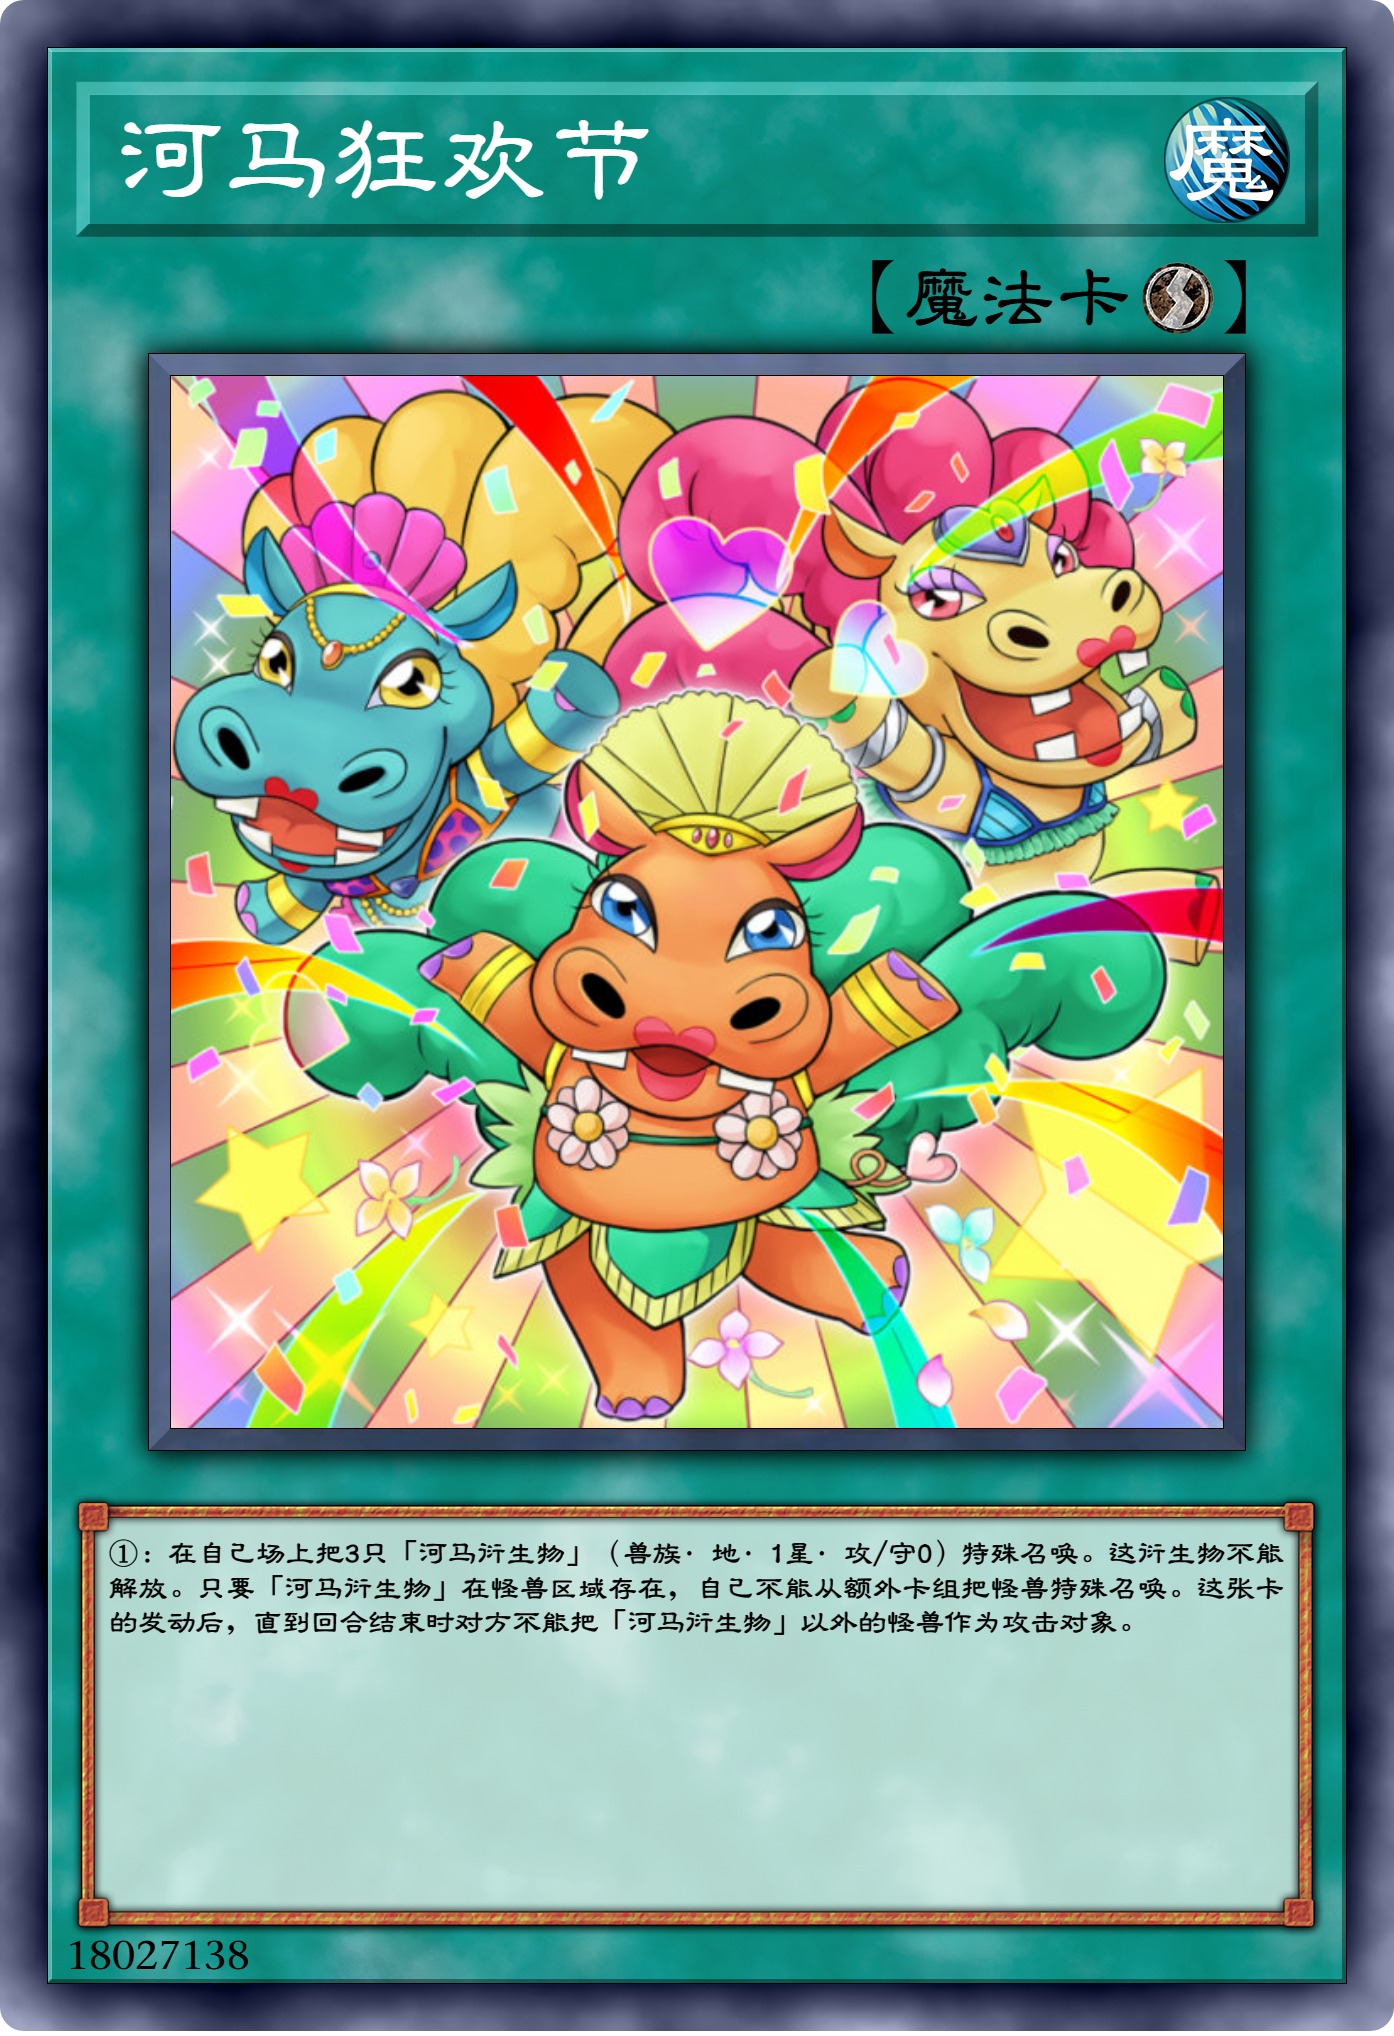 河马狂欢节
魔
【魔法卡】
①：在自己场上把3只「河马衍生物」（兽族·地·1星·攻/守0）特殊召唤。这衍生物不能
解放。只要「河马衍生物」在怪兽区域存在，自己不能从额外卡组把怪兽特殊召唤。这张卡
的发动后，直到回合结束时对方不能把「河马衍生物」以外的怪兽作为攻击对象。
18027138